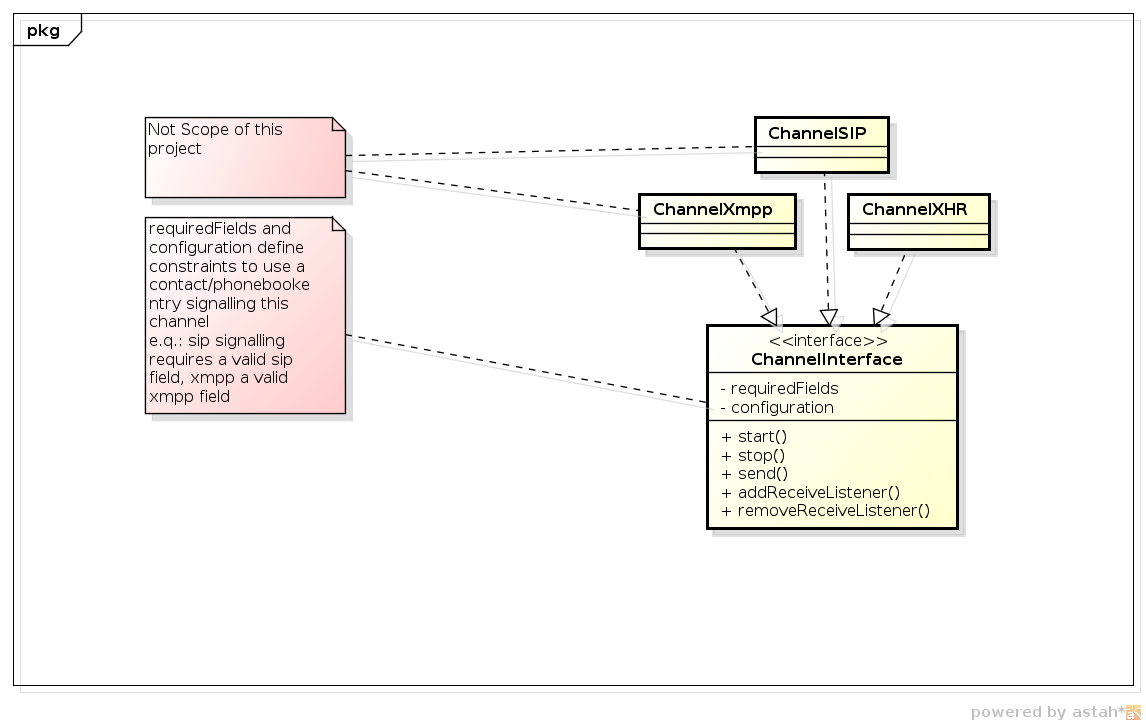 pkg
Not Scope of this
project
ChannelSIP
ChannelXmpp
ChannelXHR
requiredFields and
configuration define
constraints to use a
contact/phonebooke
ntry signalling this
channel
e.q.: sip signalling
requires a valid sip
field, xmpp a valid
xmpp field
<<interface>>
ChannelInterface
- requiredFields
- configuration
+ start()
+ stop()
+ send()
+ addReceiveListener()
+ removeReceiveListener()
powered by astah*